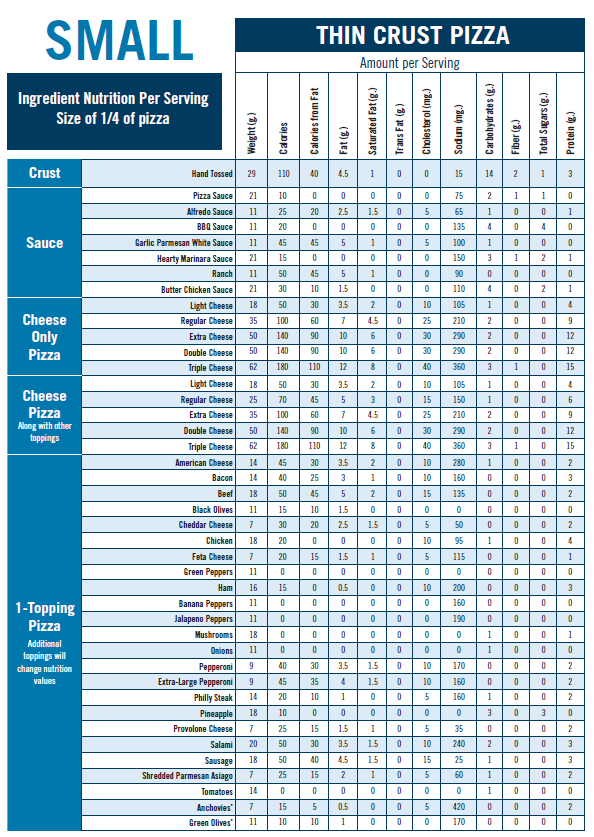 SMALL
THIN CRUST PIZZA
Amount per Serving
Ingredient Nutrition Per Serving
Size of 1/4 of pizza
Weight (g.) Calories Calories from Fat Fat (g.) Saturated Fat (g.) Trans Fat (g.) Cholesterol (mg.) Sodium (mg.) Carbohydrates (g.) Fiber (g.) Total Sugars (g.) Protein (g.)
Crust
Hand Tossed 29 110 40 4.5 1 0 0 15 14 2 1 3
Sauce
Pizza Sauce 21 10 0 0 0 0 0 75 2 1 1 0
Alfredo Sauce 11 25 20 2.5 1.5 0 5 65 1 0 0 1
BBQ Sauce 11 20 0 0 0 0 0 135 4 0 4 0
Garlic Parmesan White Sauce 11 45 45 5 1 0 5 100 1 0 0 0
Hearty Marinara Sauce 21 15 0 0 0 0 0 150 3 1 2 1
Ranch 11 50 45 5 1 0 0 90 0 0 0 0
Butter Chicken Sauce 21 30 10 1.5 0 0 0 110 4 0 2 1
Cheese
Only
Pizza
Light Cheese 18 50 30 3.5 2 0 10 105 1 0 0 4
Regular Cheese 35 100 60 7 4.5 0 25 210 2 0 0 9
Extra Cheese 50 140 90 10 6 0 30 290 2 0 0 12
Double Cheese 50 140 90 10 6 0 30 290 2 0 0 12
Triple Cheese 62 180 110 12 8 0 40 360 3 1 0 15
Cheese
Pizza
Along with other
toppings
Light Cheese 18 50 30 3.5 2 0 10 105 1 0 0 4
Regular Cheese 25 70 45 5 3 0 15 150 1 0 0 6
Extra Cheese 35 100 60 7 4.5 0 25 210 2 0 0 9
Double Cheese 50 140 90 10 6 0 30 290 2 0 0 12
Triple Cheese 62 180 110 12 8 0 40 360 3 1 0 15
1-Topping
Pizza
Additional
toppings will
change nutrition
values
American Cheese 14 45 30 3.5 2 0 10 280 1 0 0 2
Bacon 14 40 25 3 1 0 10 160 0 0 0 3
Beef 18 50 45 5 2 0 15 135 0 0 0 2
Black Olives 11 15 10 1.5 0 0 0 0 0 0 0 0
Cheddar Cheese 7 30 20 2.5 1.5 0 5 50 0 0 0 2
Chicken 18 20 0 0 0 0 10 95 1 0 0 4
Feta Cheese 7 20 15 1.5 1 0 5 115 0 0 0 1
Green Peppers 11 0 0 0 0 0 0 0 0 0 0 0
Ham 16 15 0 0.5 0 0 10 200 0 0 0 3
Banana Peppers 11 0 0 0 0 0 0 160 0 0 0 0
Jalapeno Peppers 11 0 0 0 0 0 0 190 0 0 0 0
Mushrooms 18 0 0 0 0 0 0 0 1 0 0 1
Onions 11 0 0 0 0 0 0 0 1 0 0 0
Pepperoni 9 40 30 3.5 1.5 0 10 170 0 0 0 2
Extra-Large Pepperoni 9 45 35 4 1.5 0 10 160 0 0 0 2
Philly Steak 14 20 10 1 0 0 5 160 1 0 0 2
Pineapple 18 10 0 0 0 0 0 0 3 0 3 0
Provolone Cheese 7 25 15 1.5 1 0 5 35 0 0 0 2
Salami 20 50 30 3.5 1.5 0 10 240 2 0 0 3
Sausage 18 50 40 4.5 1.5 0 15 25 1 0 0 3
Shredded Parmesan Asiago 7 25 15 2 1 0 5 60 1 0 0 2
Tomatoes 14 0 0 0 0 0 0 0 1 0 0 0
Anchovies* 7 15 5 0.5 0 0 5 420 0 0 0 2
Green Olives* 11 10 10 1 0 0 0 170 0 0 0 0